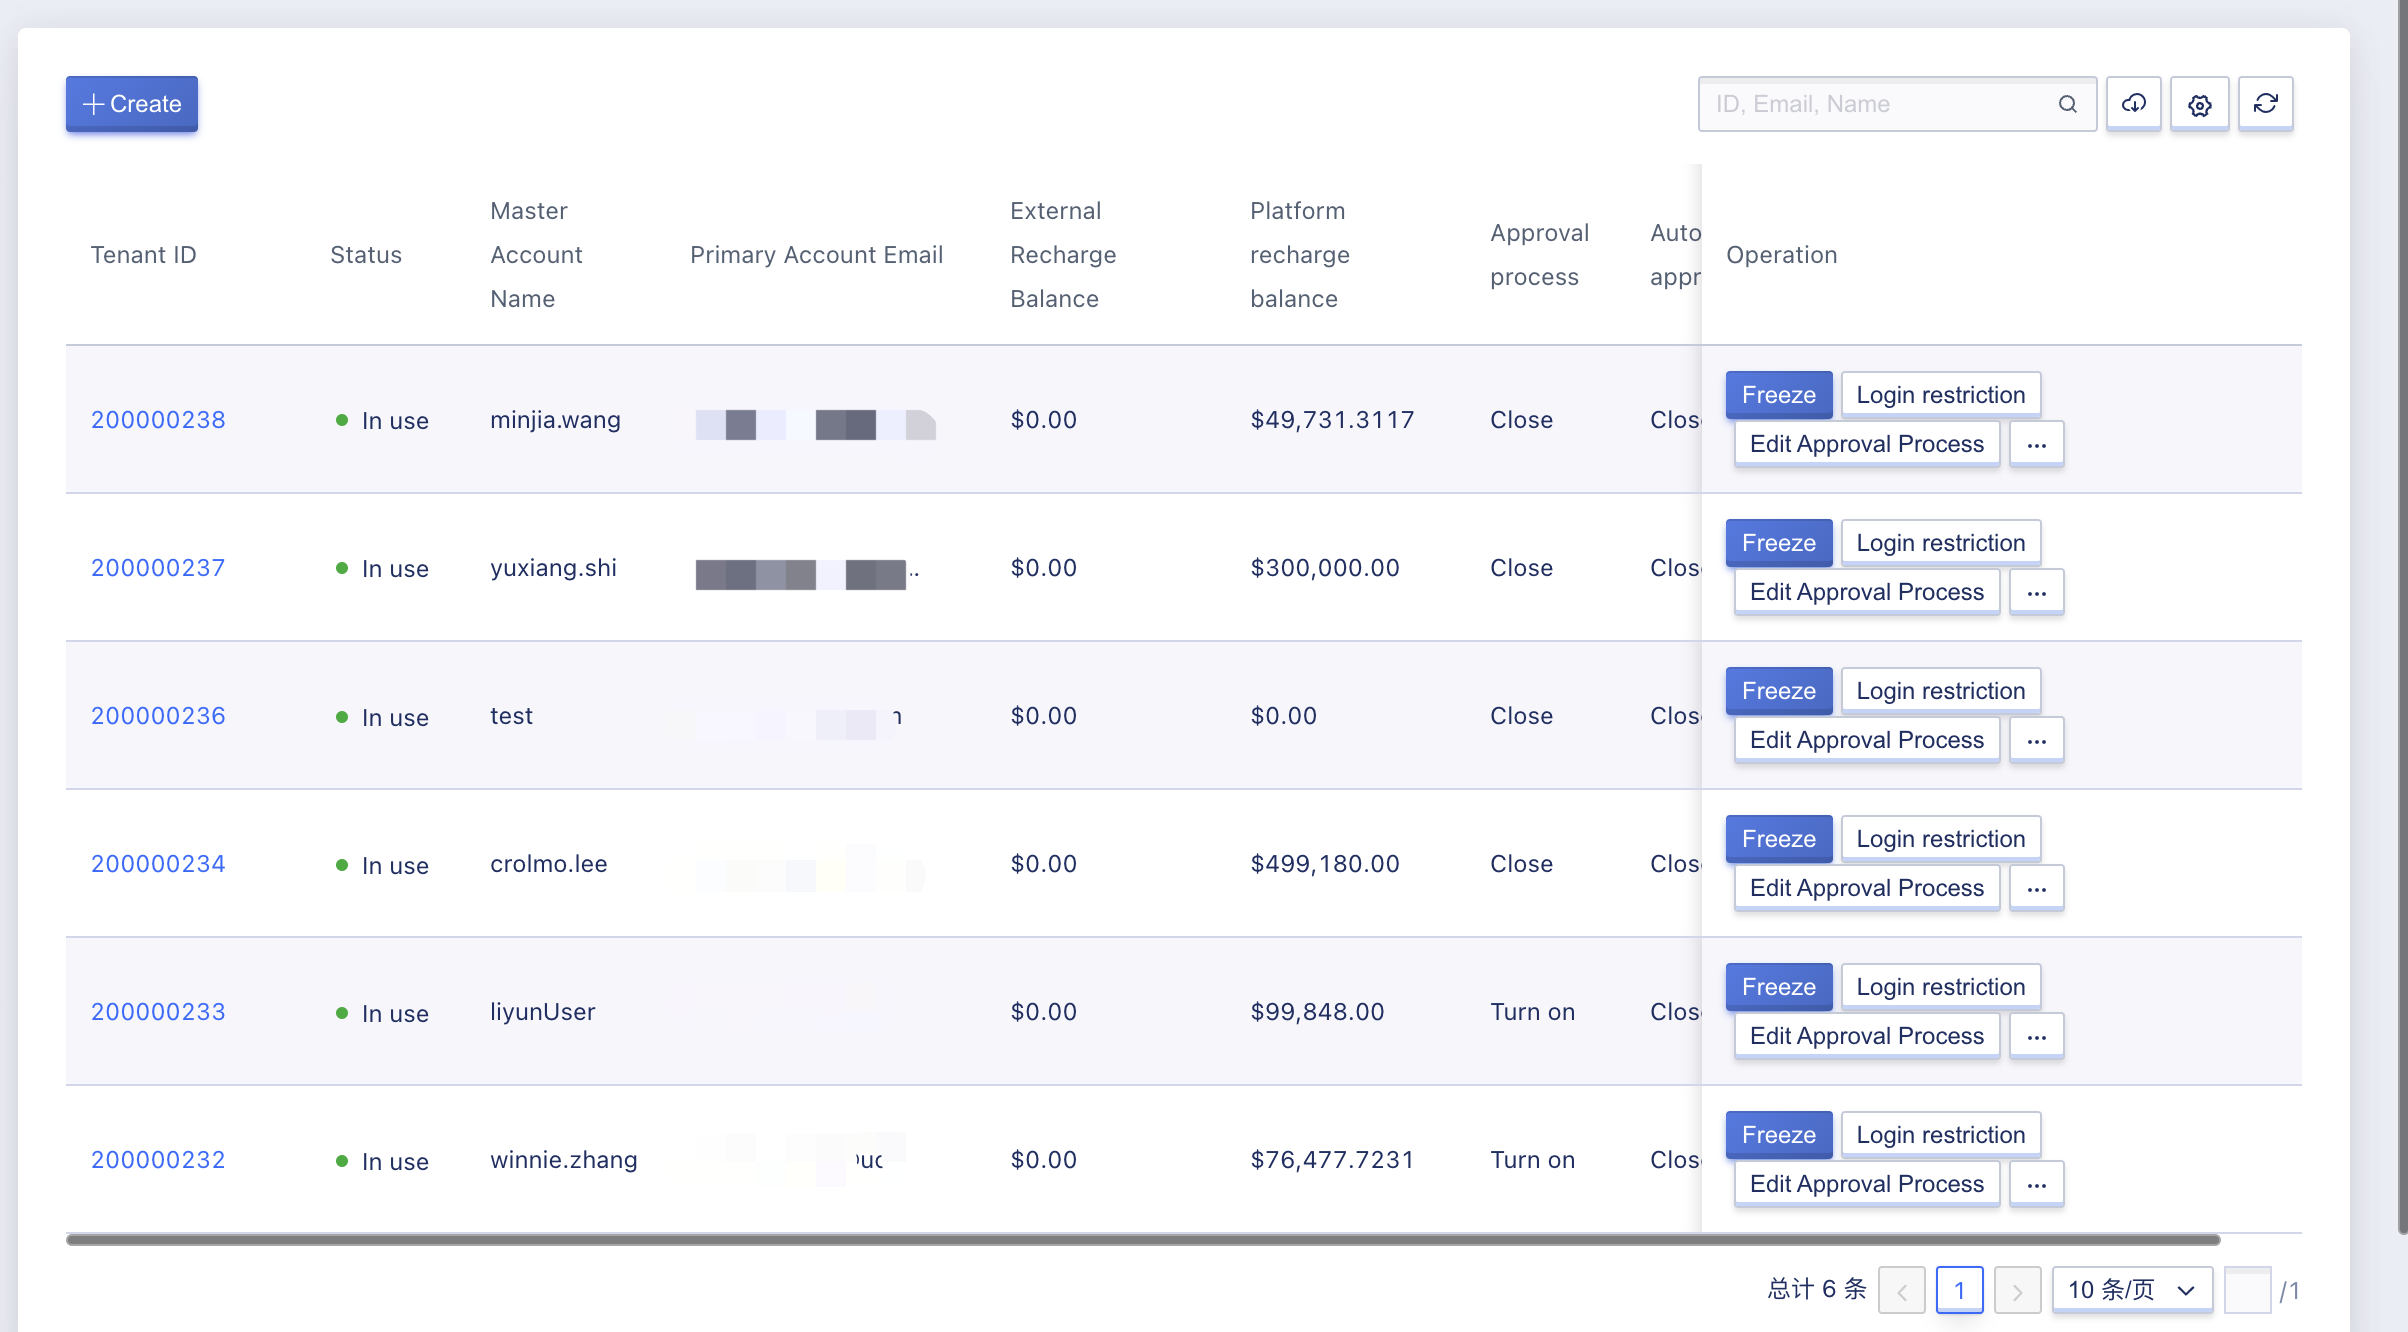 Create
ID, Email, Name
Tenant ID
Status
Master
Account
Name
Primary Account Email
External
Recharge
Balance
Platform
recharge
balance
Approval
process
Auto
appr
Operation
200000238
In use
minjia.wang
$0.00
$49,731.3117
Close
Clos
Freeze
Login restriction
Edit Approval Process
...
200000237
In use
yuxiang.shi
..
$0.00
$300,000.00
Close
Clos
Freeze
Login restriction
Edit Approval Process
...
200000236
In use
test
$0.00
$0.00
Close
Clos
Freeze
Login restriction
Edit Approval Process
...
200000234
In use
crolmo.lee
$0.00
$499,180.00
Close
Clos
Freeze
Login restriction
Edit Approval Process
...
200000233
In use
liyunUser
$0.00
$99,848.00
Turn on
Clos
Freeze
Login restriction
Edit Approval Process
...
200000232
In use
winnie.zhang
$0.00
$76,477.7231
Turn on
Clos
Freeze
Login restriction
Edit Approval Process
...
总计 6 条
1
10 条/页
/1